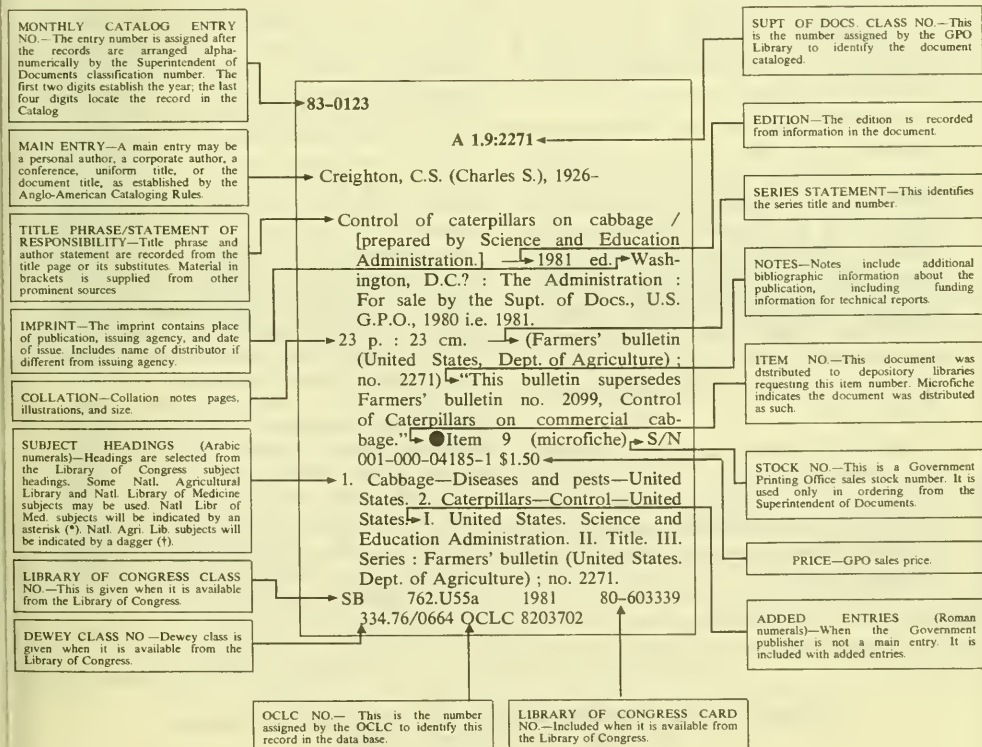 MONTHLY CATALOG ENTRY
NO.—The entry number is assigned after
the records are arranged alpha-
numerically by the Superintendent of
Documents classification number. The
first two digits establish the year; the last
four digits locate the record in the
Catalog
MAIN ENTRY—A main entry may be
a personal author, a corporate author, a
conference, uniform title, or the
document title, as established by the
Anglo-American Cataloging Rules.
TITLE PHRASE/STATEMENT OF
RESPONSIBILITY—Title phrase and
author statement are recorded from the
title page or its substitutes. Material in
brackets is supplied from other
prominent sources
IMPRINT—The imprint contains place
of publication, issuing agency, and date
of issue. Includes name of distributor if
different from issuing agency.
COLLATION—Collation notes pages,
illustrations, and size.
SUBJECT HEADINGS (Arabic
numerals)—Headings are selected from
the Library of Congress subject
headings. Some Natl. Agricultural
Library and Natl. Library of Medicine
subjects may be used. Natl Libr of
Med. subjects will be indicated by an
asterisk (*). Natl. Agri. Lib. subjects will
be indicated by a dagger (†).
LIBRARY OF CONGRESS CLASS
NO.—This is given when it is available
from the Library of Congress.
DEWEY CLASS NO—Dewey class is
given when it is available from the
Library of Congress.
83-0123
A 1.9:2271
Creighton, C.S. (Charles S.), 1926-
Control of caterpillars on cabbage /
[prepared by Science and Education
Administration.] 1981 ed. Wash-
ington, D.C.? : The Administration :
For sale by the Supt. of Docs., U.S.
G.P.O., 1980 i.e. 1981.
23 p. : 23 cm. (Farmers' bulletin
(United States, Dept. of Agriculture) ;
no. 2271) "This bulletin supersedes
Farmers' bulletin no. 2099, Control
of Caterpillars on commercial cab-
bage." ●Item 9 (microfiche) S/N
001-000-04185-1 $1.50
1. Cabbage—Diseases and pests—United
States. 2. Caterpillars—Control—United
States. I. United States. Science and
Education Administration. II. Title. III.
Series : Farmers' bulletin (United States.
Dept. of Agriculture) ; no. 2271.
SB 762.U55a 1981 80-603339
334.76/0664 OCLC 8203702
SUPT OF DOCS. CLASS NO.—This
is the number assigned by the GPO
Library to identify the document
cataloged.
EDITION—The edition is recorded
from information in the document.
SERIES STATEMENT—This identifies
the series title and number.
NOTES—Notes include additional
bibliographic information about the
publication, including funding
information for technical reports.
ITEM NO.—This document was
distributed to depository libraries
requesting this item number. Microfiche
indicates the document was distributed
as such.
STOCK NO.—This is a Government
Printing Office sales stock number. It is
used only in ordering from the
Superintendent of Documents.
PRICE—GPO sales price.
ADDED ENTRIES (Roman
numerals)—When the Government
publisher is not a main entry. It is
included with added entries.
OCLC NO.— This is the number
assigned by the OCLC to identify this
record in the data base.
LIBRARY OF CONGRESS CARD
NO.—Included when it is available from
the Library of Congress.